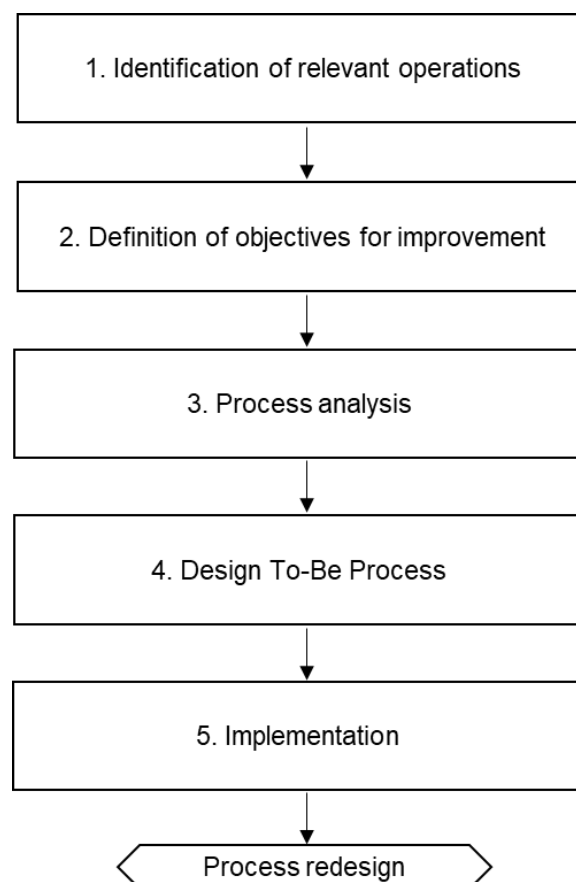 1. Identification of relevant operations
2. Definition of objectives for improvement
3. Process analysis
4. Design To-Be Process
5. Implementation
Process redesign